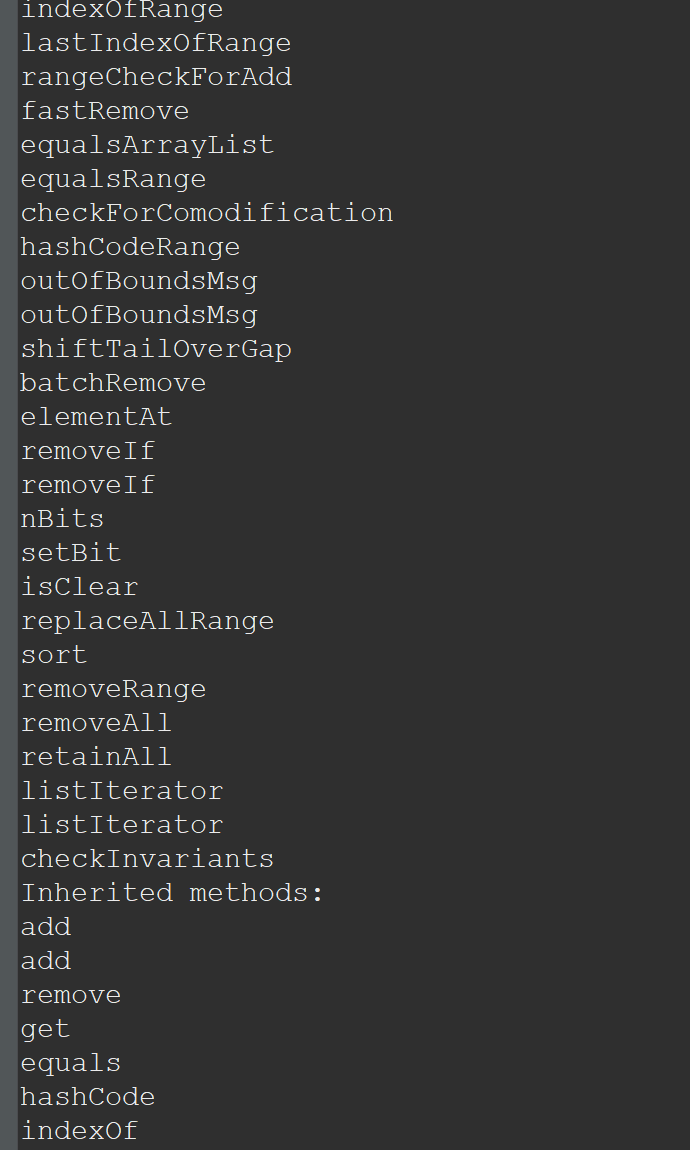 indexOfRange
lastIndexOfRange
rangeCheckForAdd
fastRemove
equalsArrayList
equalsRange
checkForComodification
hashCodeRange
outOfBoundsMsg
outOfBoundsMsg
shiftTailOverGap
batchRemove
elementAt
removeIf
removeIf
nBits
setBit
isClear
replaceAllRange
sort
removeRange
removeAll
retainAll
listIterator
listIterator
checkInvariants
Inherited methods:
add
add
remove
get
equals
hashCode
indexOf